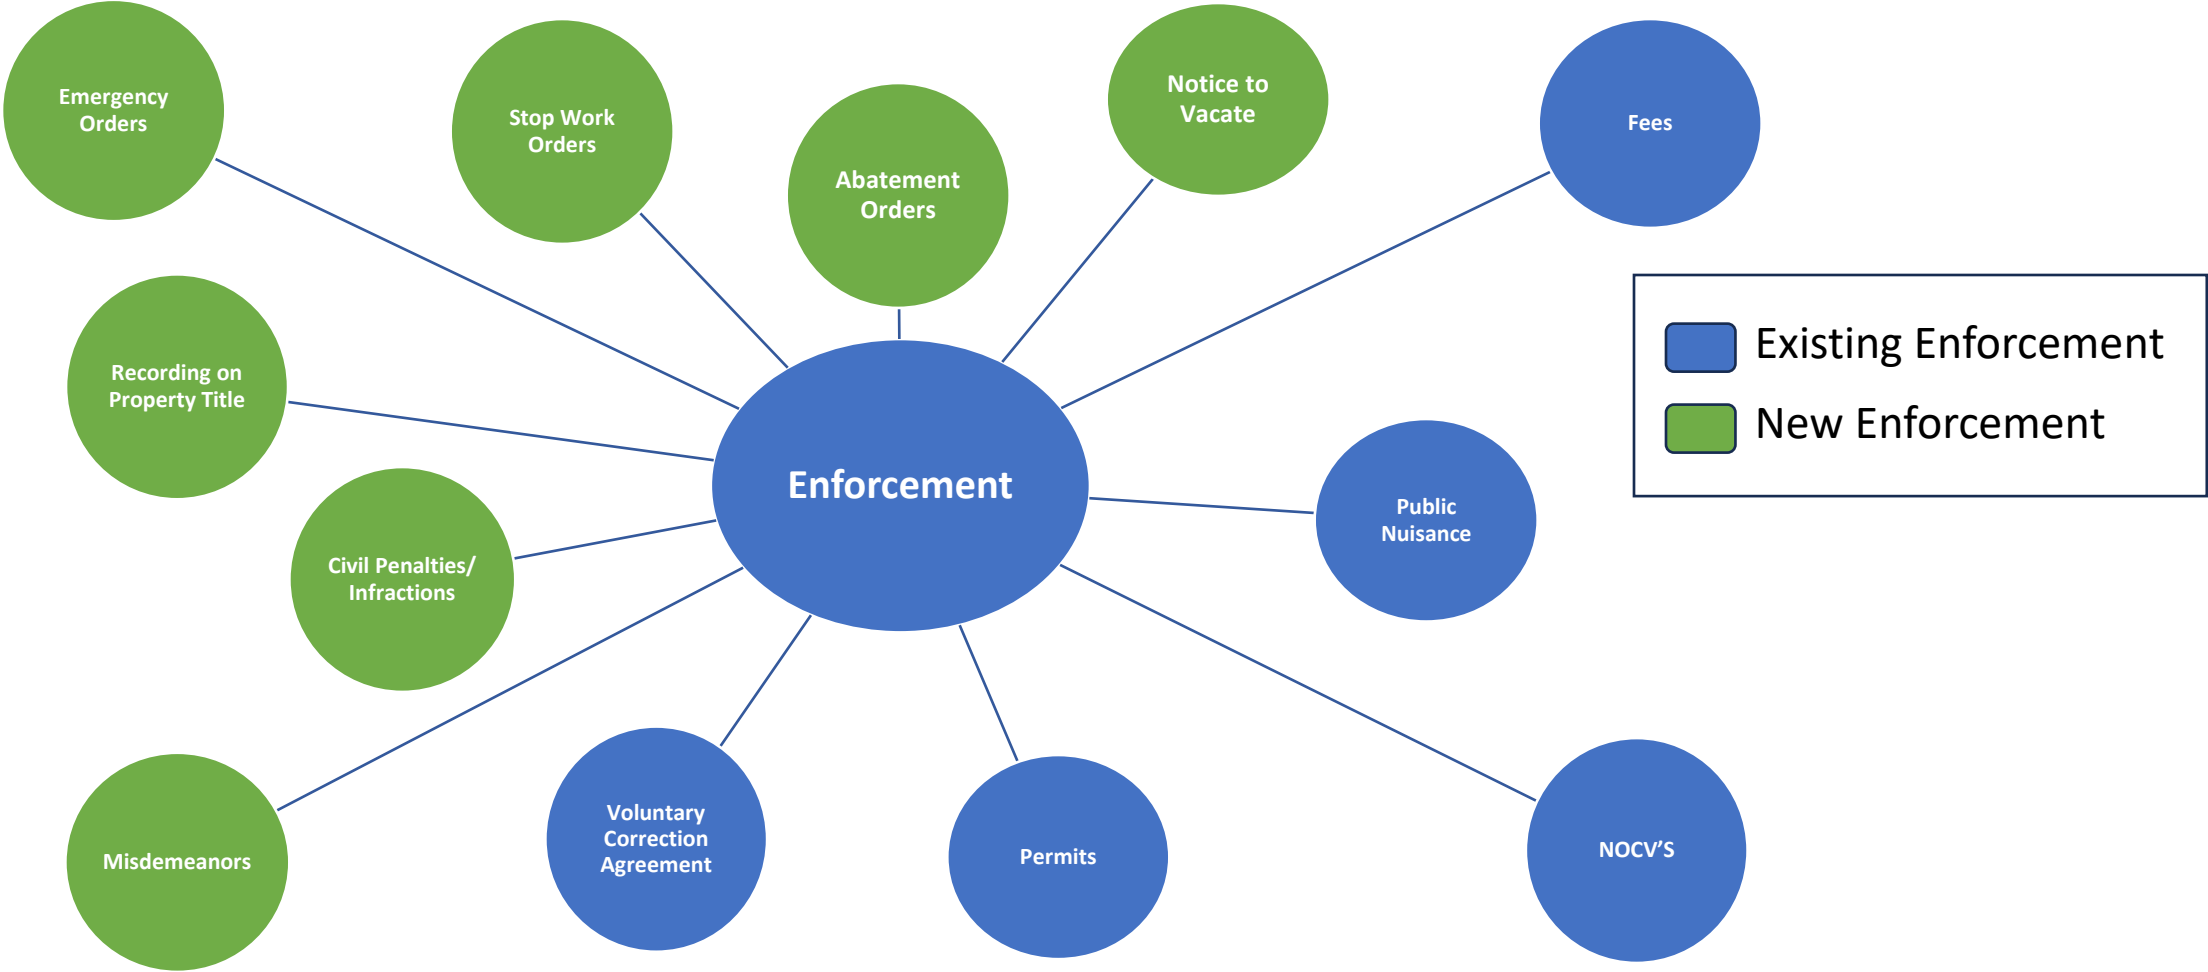 Emergency
Orders
Stop Work
Orders
Abatement
Orders
Notice to
Vacate
Fees
Existing Enforcement
New Enforcement
Recording on
Property Title
Enforcement
Public
Nuisance
Civil Penalties/
Infractions
Misdemeanors
Voluntary
Correction
Agreement
Permits
NOCV’S